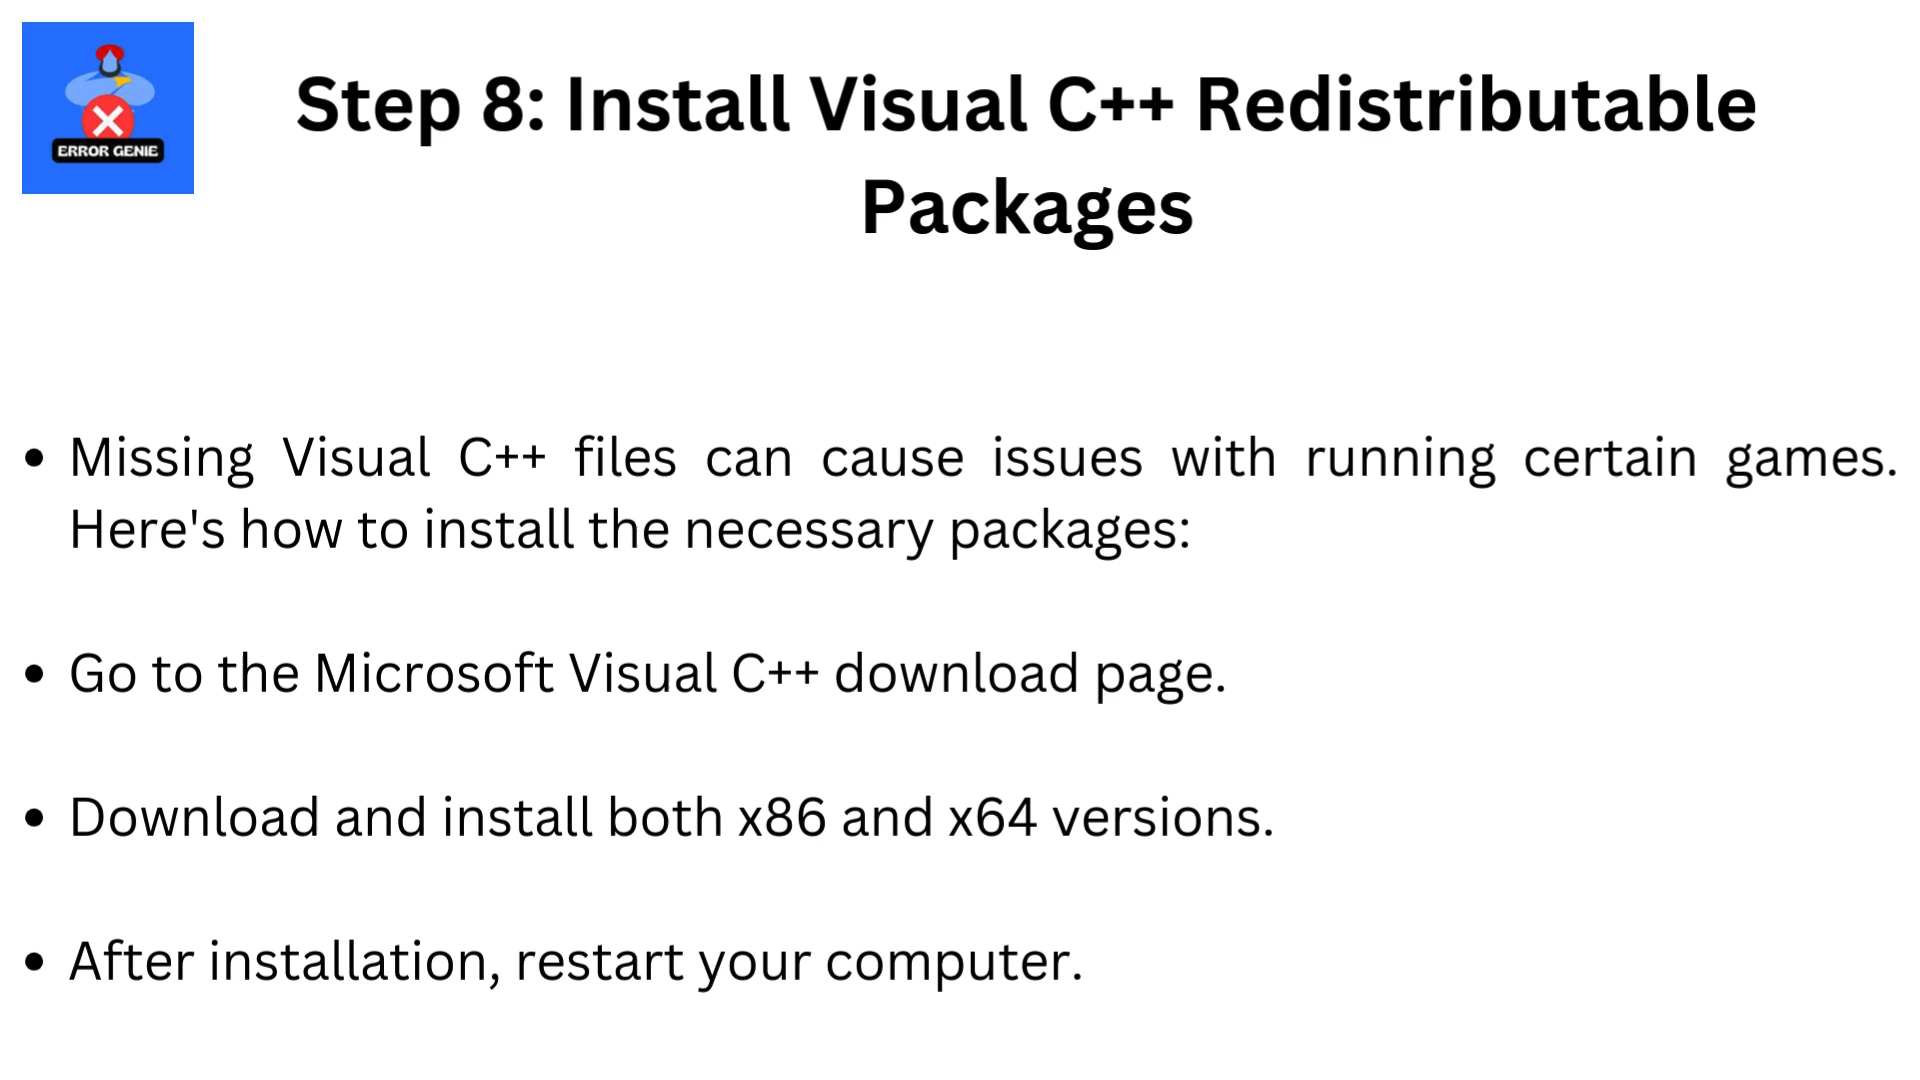 ERROR GENIE
Step 8: Install Visual C++ Redistributable
Packages
• Missing Visual C++ files can cause issues with running certain games.
Here's how to install the necessary packages:
• Go to the Microsoft Visual C++ download page.
• Download and install both x86 and x64 versions.
• After installation, restart your computer.